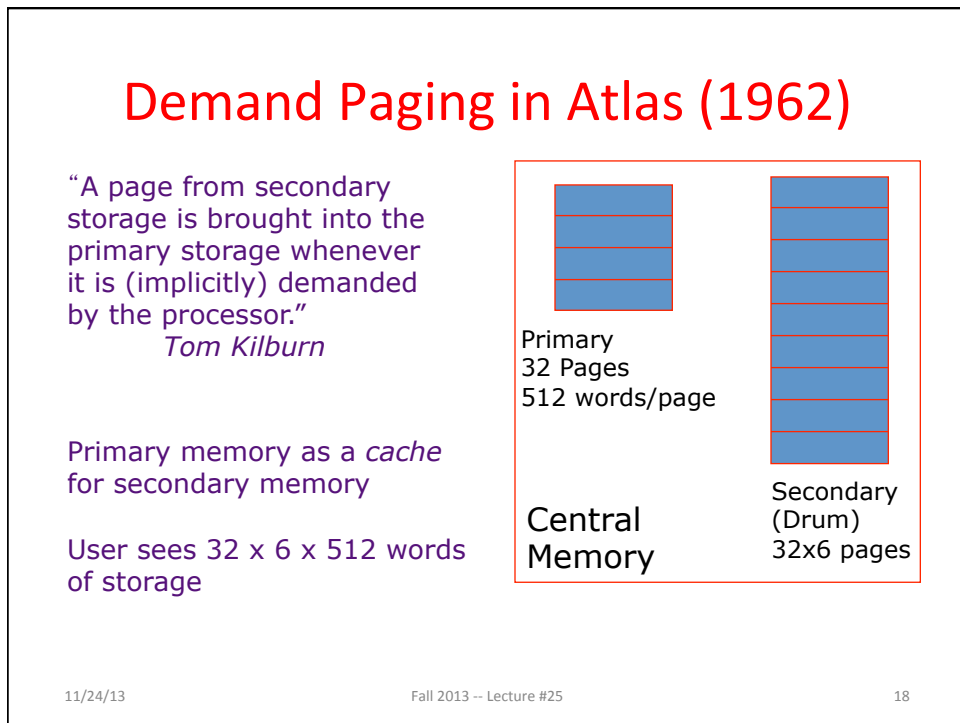 Demand Paging in Atlas (1962)
“A page from secondary
storage is brought into the
primary storage whenever
it is (implicitly) demanded
by the processor.”
Tom Kilburn
Primary memory as a cache
for secondary memory
User sees 32 x 6 x 512 words
of storage
Primary
32 Pages
512 words/page
Central
Memory
Secondary
(Drum)
32x6 pages
11/24/13
Fall 2013 -- Lecture #25
18